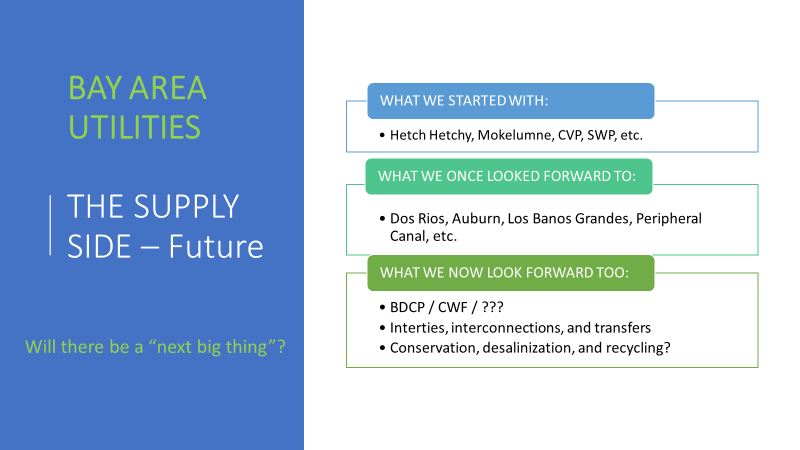 BAY AREA
UTILITIES
THE SUPPLY
SIDE – Future
Will there be a “next big thing”?
WHAT WE STARTED WITH:
• Hetch Hetchy, Mokelumne, CVP, SWP, etc.
WHAT WE ONCE LOOKED FORWARD TO:
• Dos Rios, Auburn, Los Banos Grandes, Peripheral
Canal, etc.
WHAT WE NOW LOOK FORWARD TOO:
• BDCP / CWF / ???
• Interties, interconnections, and transfers
• Conservation, desalinization, and recycling?